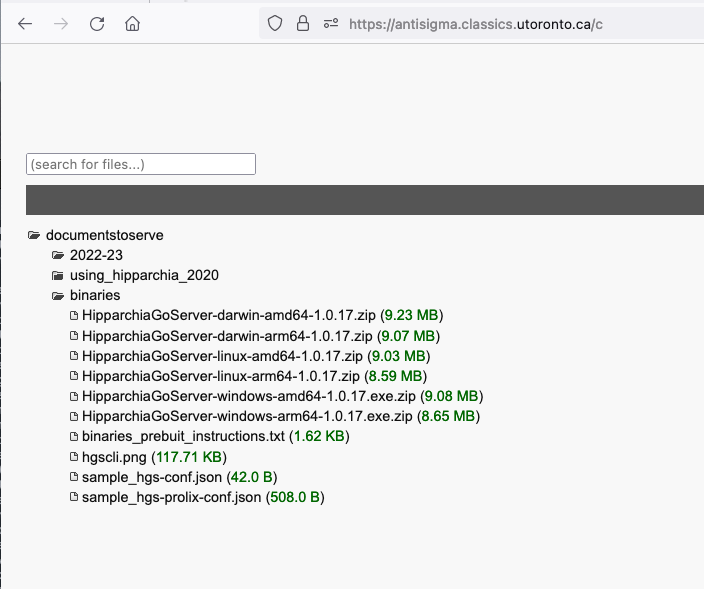 https://antisigma.classics.utoronto.ca/c
(search for files...)
documentstoserve
2022-23
using_hipparchia_2020
binaries
HipparchiaGoServer-darwin-amd64-1.0.17.zip (9.23 MB)
HipparchiaGoServer-darwin-arm64-1.0.17.zip (9.07 MB)
HipparchiaGoServer-linux-amd64-1.0.17.zip (9.03 MB)
HipparchiaGoServer-linux-arm64-1.0.17.zip (8.59 MB)
HipparchiaGoServer-windows-amd64-1.0.17.exe.zip (9.08 MB)
HipparchiaGoServer-windows-arm64-1.0.17.exe.zip (8.65 MB)
binaries_prebuit_instructions.txt (1.62 KB)
hgscli.png (117.71 KB)
sample_hgs-conf.json (42.0 B)
sample_hgs-prolix-conf.json (508.0 B)